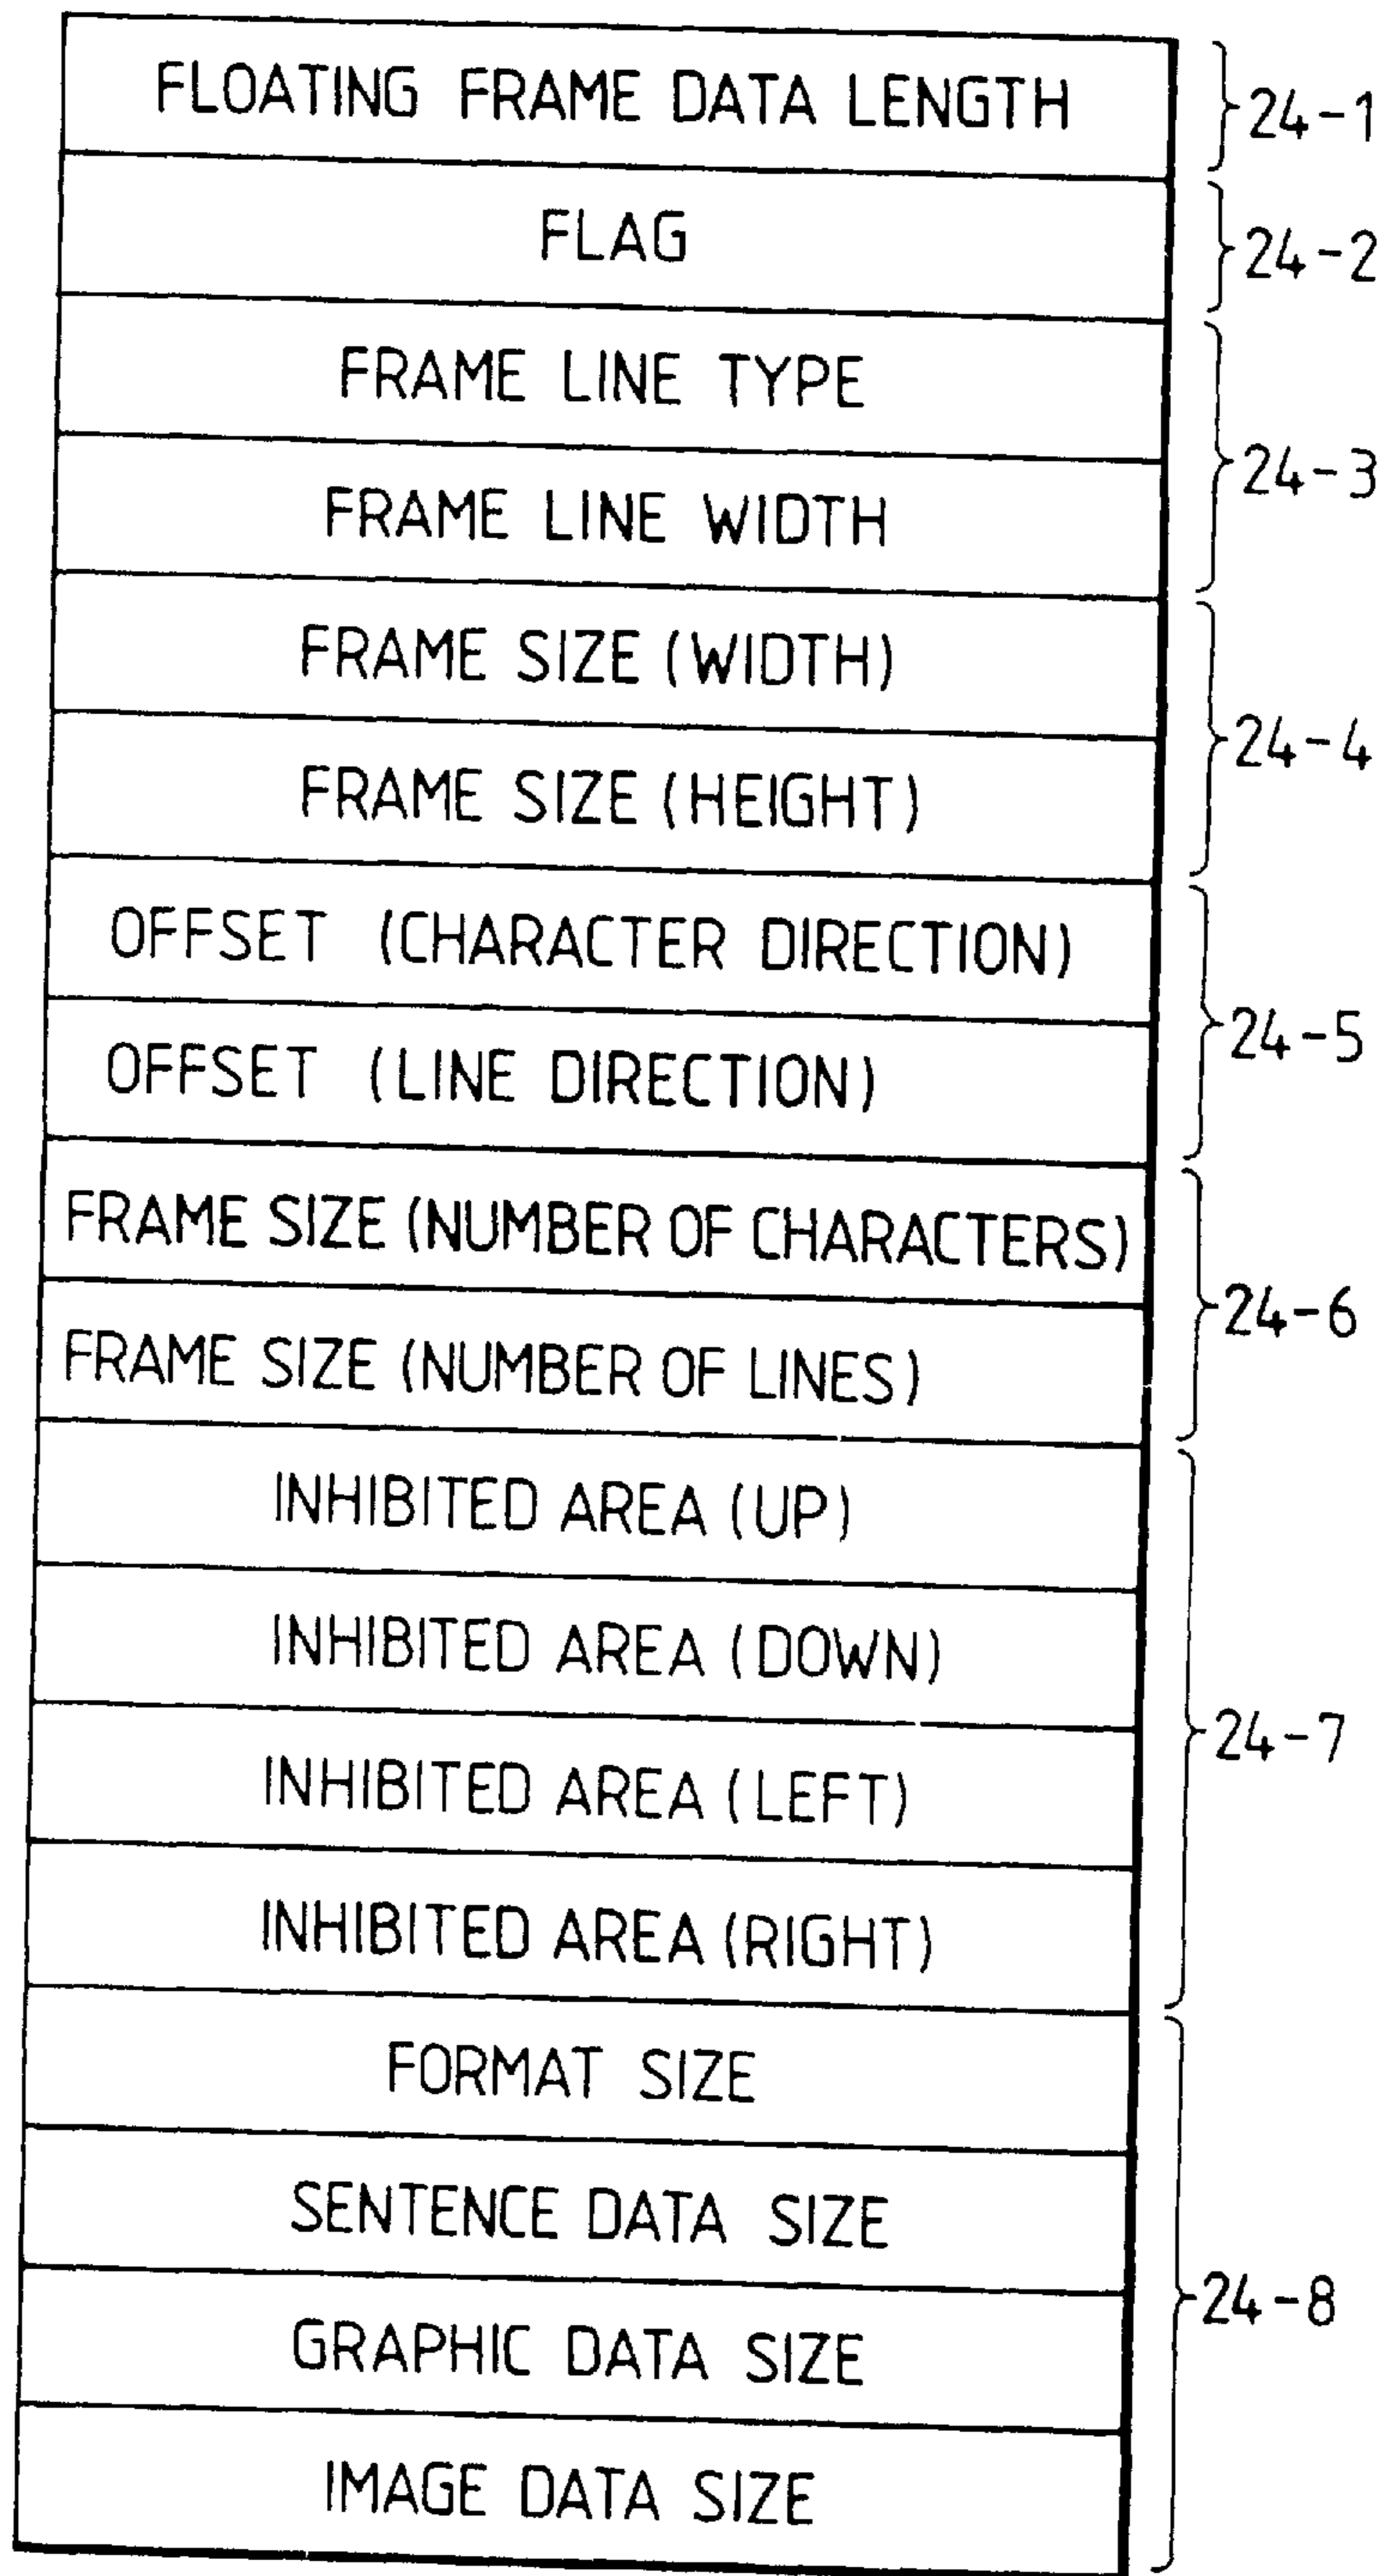 FLOATING FRAME DATA LENGTH
24-1
FLAG
24-2
FRAME LINE TYPE
FRAME LINE WIDTH
24-3
FRAME SIZE (WIDTH)
FRAME SIZE (HEIGHT)
24-4
OFFSET (CHARACTER DIRECTION)
OFFSET (LINE DIRECTION)
24-5
FRAME SIZE (NUMBER OF CHARACTERS)
FRAME SIZE (NUMBER OF LINES)
24-6
INHIBITED AREA (UP)
INHIBITED AREA (DOWN)
INHIBITED AREA (LEFT)
INHIBITED AREA (RIGHT)
24-7
FORMAT SIZE
SENTENCE DATA SIZE
GRAPHIC DATA SIZE
IMAGE DATA SIZE
24-8